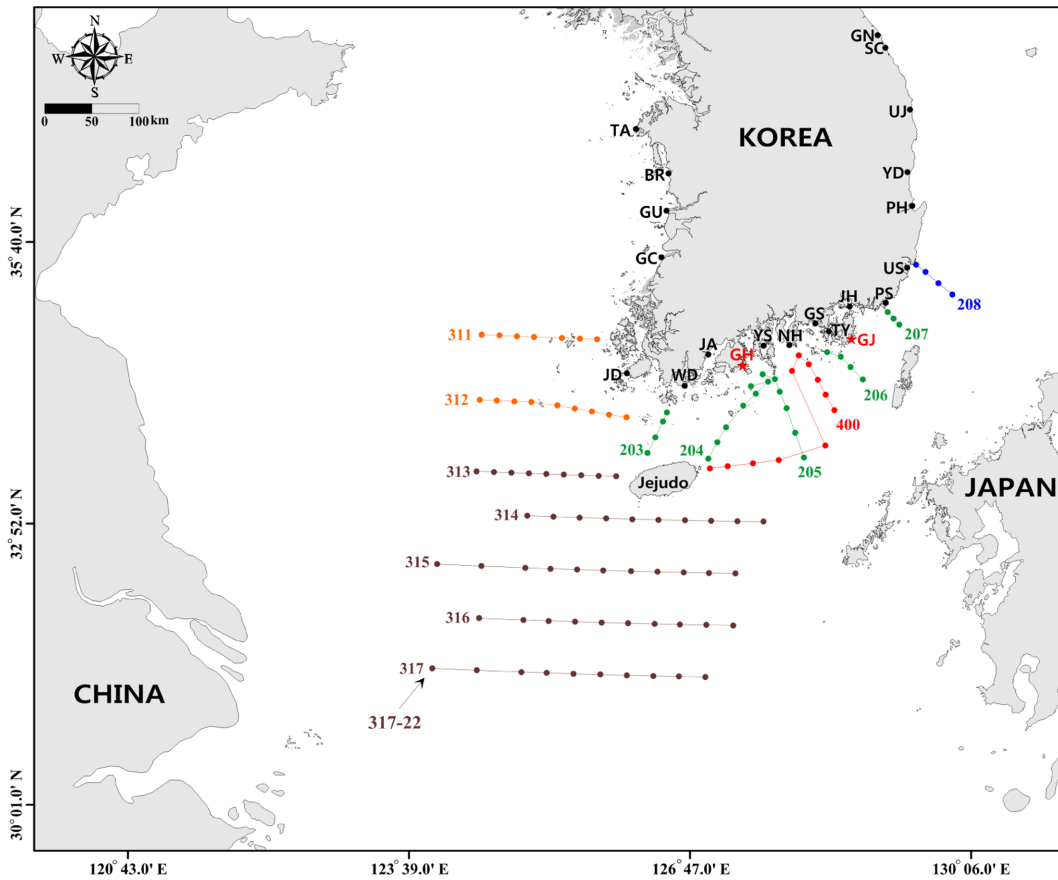 N
W E
S
0 50 100 km
GN
SC
UJ
TA
KOREA
BR
YD
GU
PH
GC
US
208
35° 40.0' N
JH
PS
GS
207
311
YS
NH
TY
GJ
JA
GH
JD
WD
206
312
400
203
204
205
313
Jejudo
JAPAN
314
32° 52.0' N
315
316
317
CHINA
317-22
30° 01.0' N
120° 43.0' E
123° 39.0' E
126° 47.0' E
130° 06.0' E